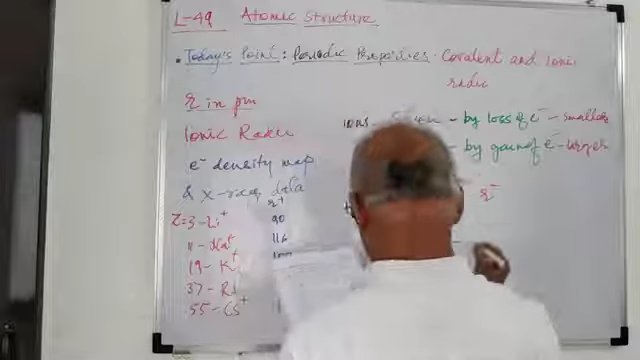 L-49 Atomic Structure
• Today's Point: Periodic Properties - Covalent and Ionic
radii
r in pm
Ionic Radii
ions - by loss of e⁻ - smaller
- by gain of e⁻ - larger
e⁻ density map
& X-ray data
r⁺
r⁻
Z=3 - Li⁺ 90
11 - Na⁺ 116
19 - K⁺
37 - Rb
55 - Cs⁺